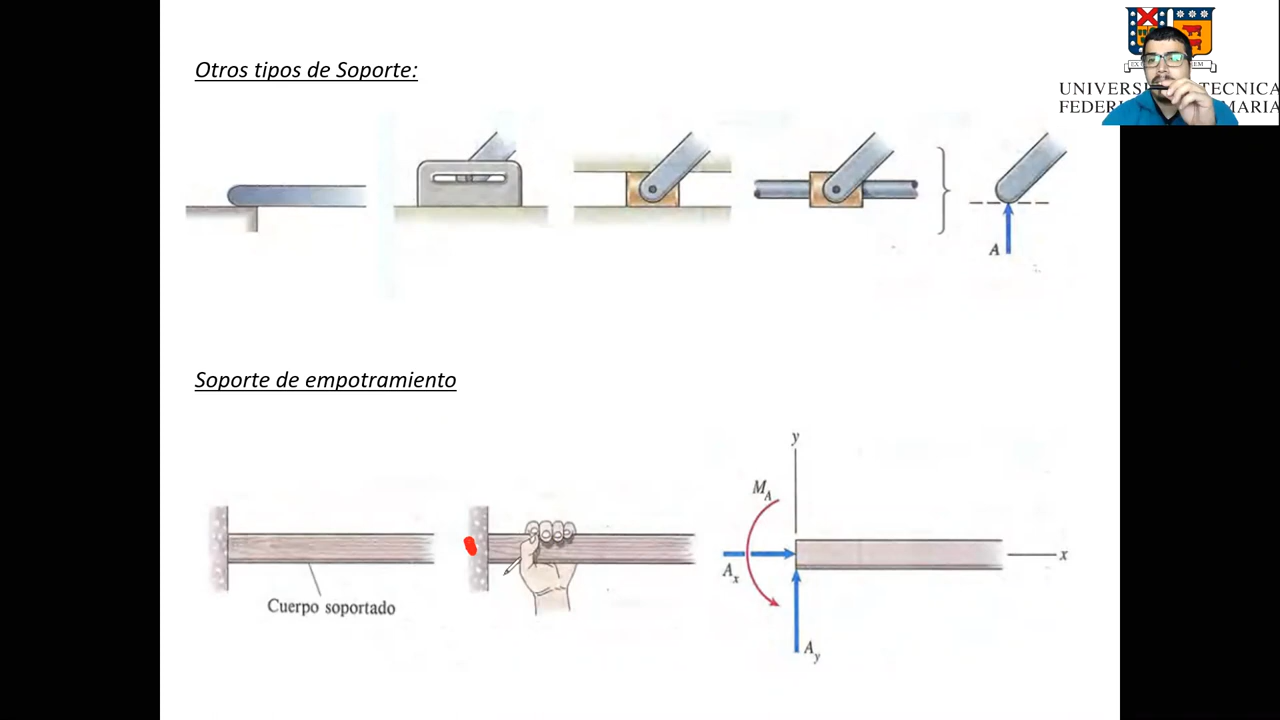 Otros tipos de Soporte:
A
Soporte de empotramiento
y
M_A
A_x
x
Cuerpo soportado
A_y